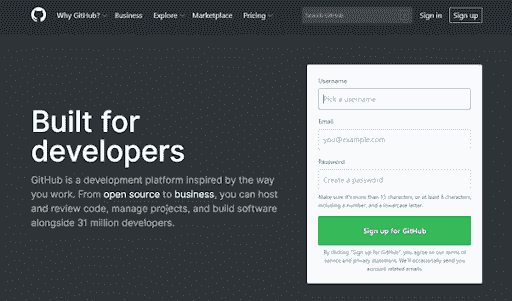 Why GitHub? Business Explore Marketplace Pricing Search GitHub Sign in Sign up
Built for
developers
GitHub is a development platform inspired by the way
you work. From open source to business, you can host
and review code, manage projects, and build software
alongside 31 million developers.
Username
Pick a username
Email
you@example.com
Password
Create a password
Make sure it's more than 15 characters, or at least 8 characters,
including a number, and a lowercase letter.
Sign up for GitHub
By clicking "Sign up for GitHub", you agree to our terms of
service and privacy statement. We'll occasionally send you
account related emails.